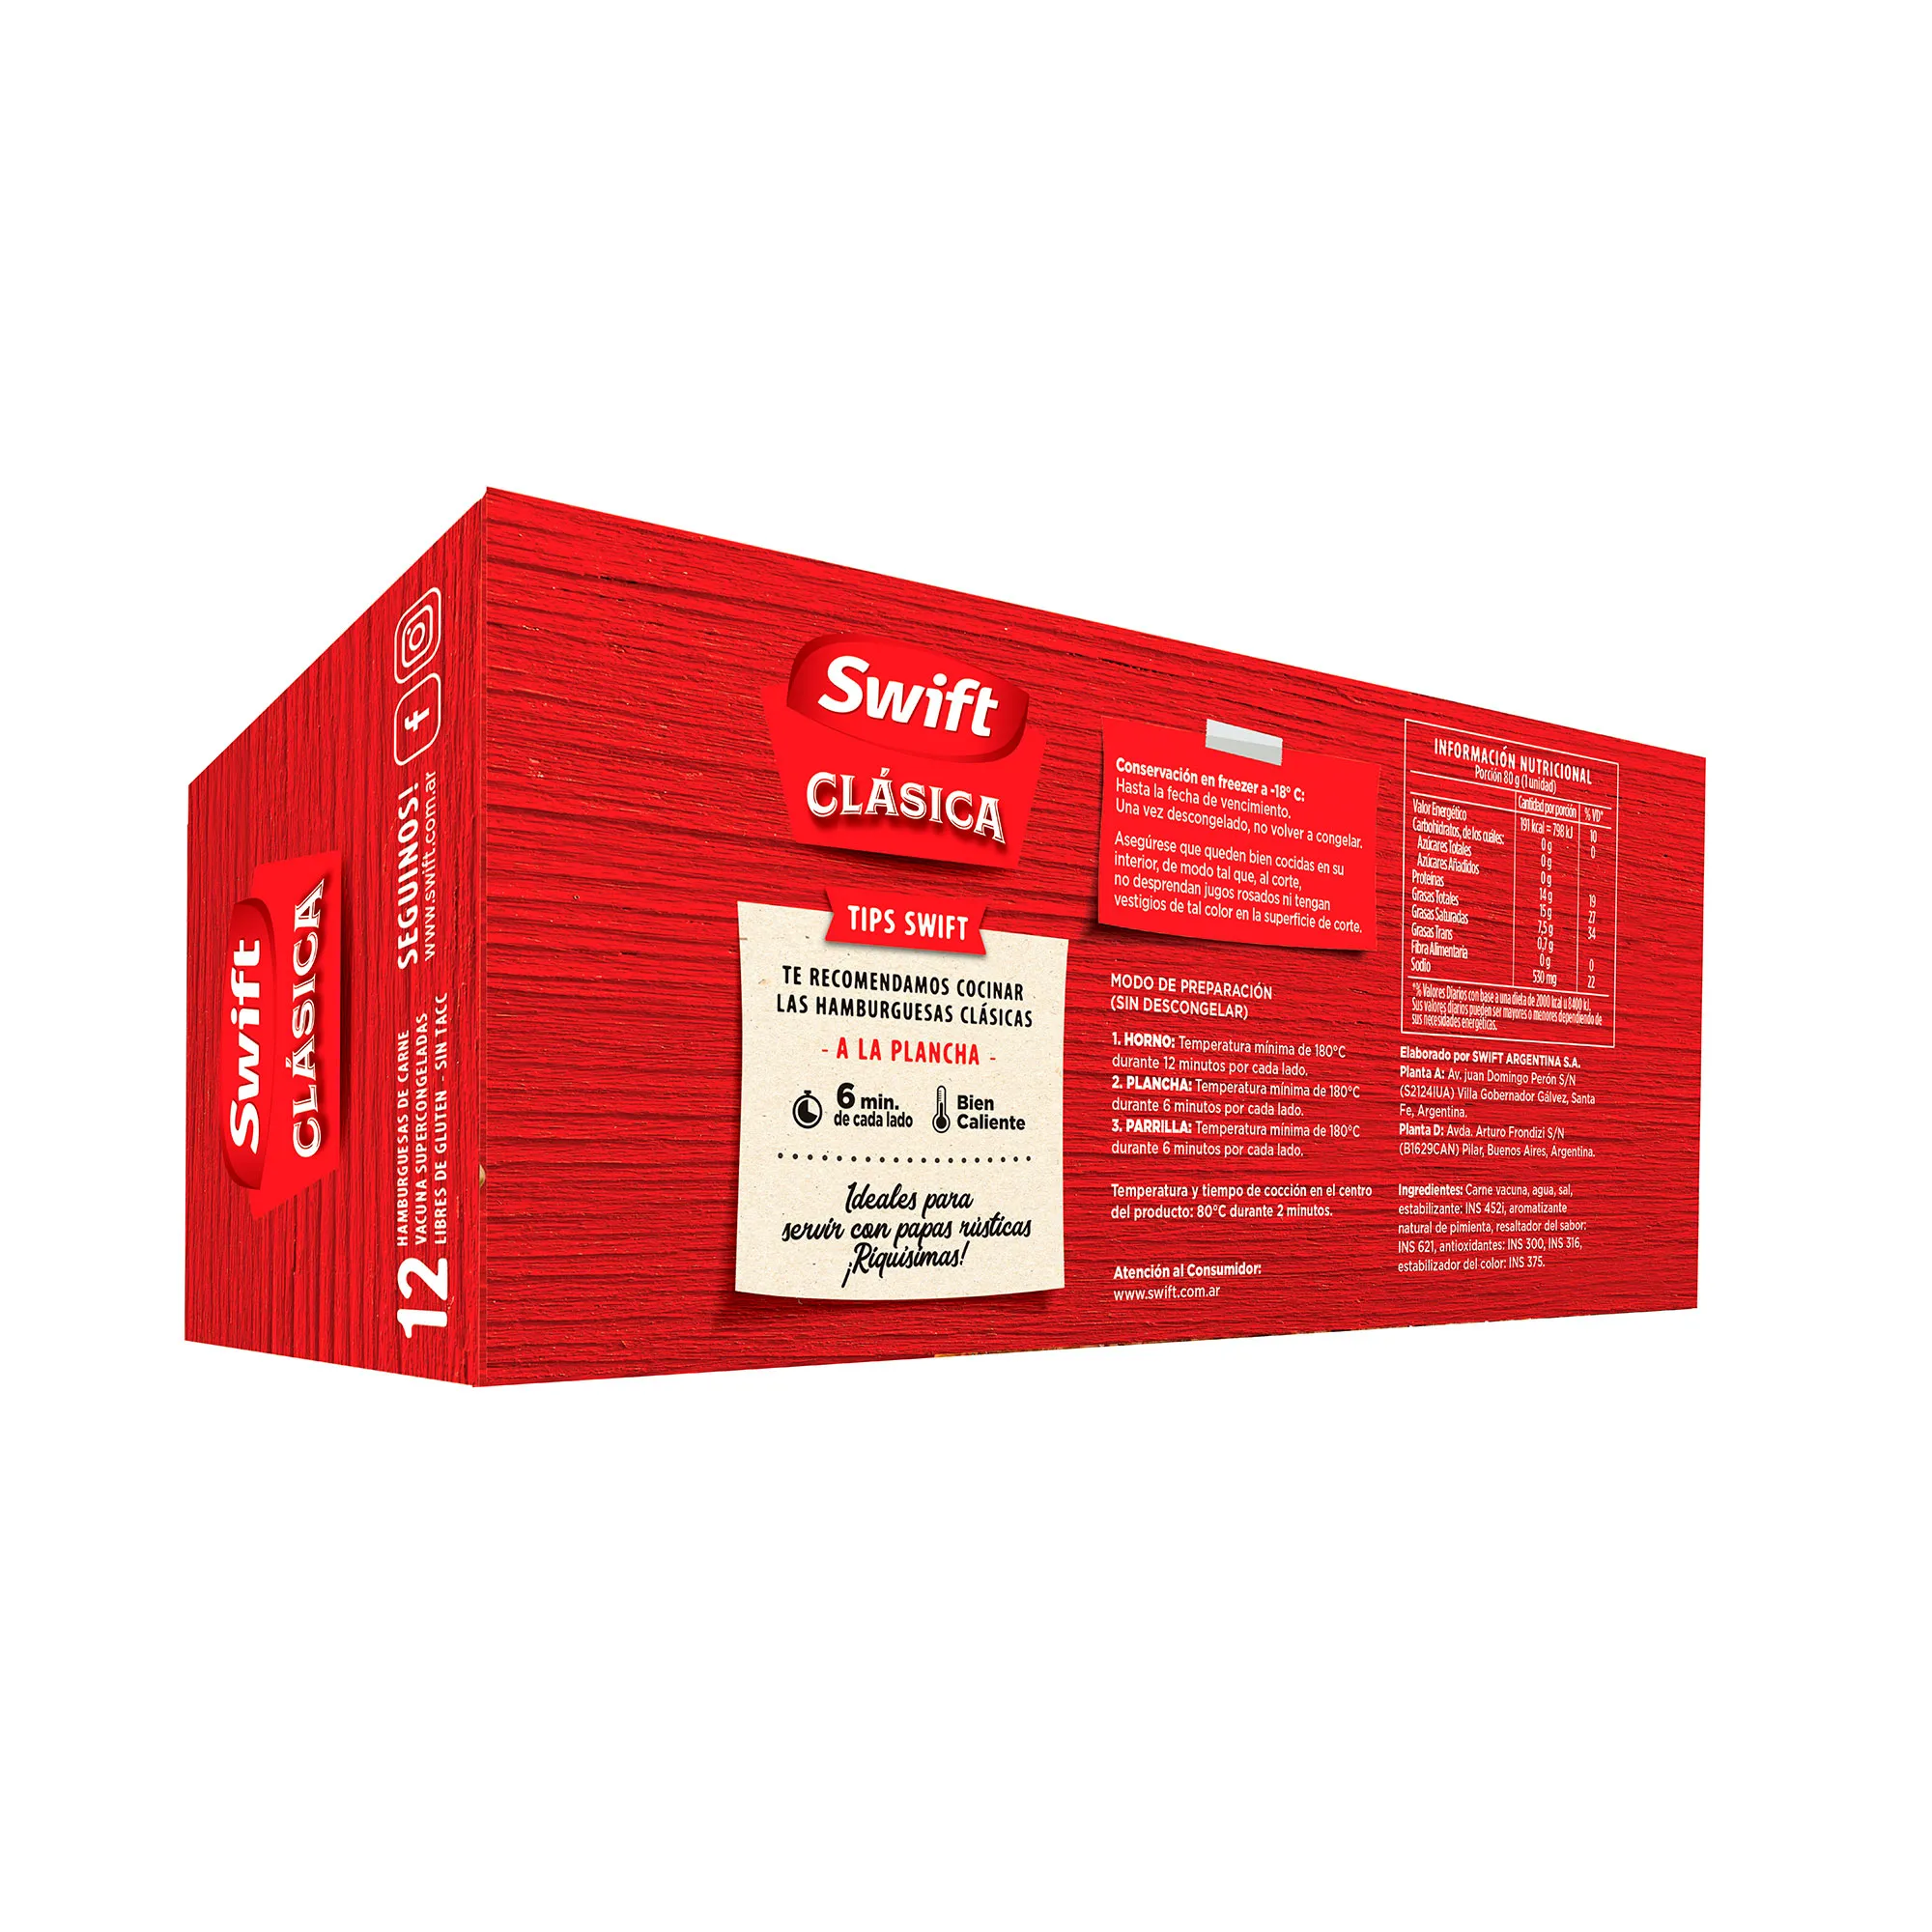 Swift
CLÁSICA
12
HAMBURGUESAS DE CARNE
VACUNA SUPERCONGELADAS
LIBRES DE GLUTEN - SIN TACC
SEGUINOS!
www.swift.com.ar
f
Swift
CLÁSICA
TIPS SWIFT
TE RECOMENDAMOS COCINAR
LAS HAMBURGUESAS CLÁSICAS
- A LA PLANCHA -
6 min.
de cada lado
Bien
Caliente
Ideales para
servir con papas rústicas
¡Riquísimas!
Conservación en freezer a -18° C:
Hasta la fecha de vencimiento.
Una vez descongelado, no volver a congelar.
Asegúrese que queden bien cocidas en su
interior, de modo tal que, al corte,
no desprendan jugos rosados ni tengan
vestigios de tal color en la superficie de corte.
MODO DE PREPARACIÓN
(SIN DESCONGELAR)
1. HORNO: Temperatura mínima de 180°C
durante 12 minutos por cada lado.
2. PLANCHA: Temperatura mínima de 180°C
durante 6 minutos por cada lado.
3. PARRILLA: Temperatura mínima de 180°C
durante 6 minutos por cada lado.
Temperatura y tiempo de cocción en el centro
del producto: 80°C durante 2 minutos.
Atención al Consumidor:
www.swift.com.ar
INFORMACIÓN NUTRICIONAL
Porción 80 g (1 unidad)
Cantidad por porción % VD*
Valor Energético 191 kcal = 798 kJ 10
Carbohidratos, de los cuáles: 0 g 0
Azúcares Totales 0 g
Azúcares Añadidos 0 g
Proteínas 14 g 19
Grasas Totales 15 g 27
Grasas Saturadas 7,5 g 34
Grasas Trans 0,7 g
Fibra Alimentaria 0 g 0
Sodio 530 mg 22
*% Valores Diarios con base a una dieta de 2000 kcal u 8400 kJ.
Sus valores diarios pueden ser mayores o menores dependiendo de
sus necesidades energéticas.
Elaborado por SWIFT ARGENTINA S.A.
Planta A: Av. juan Domingo Perón S/N
(S2124IUA) Villa Gobernador Gálvez, Santa
Fe, Argentina.
Planta D: Avda. Arturo Frondizi S/N
(B1629CAN) Pilar, Buenos Aires, Argentina.
Ingredientes: Carne vacuna, agua, sal,
estabilizante: INS 452i, aromatizante
natural de pimienta, resaltador del sabor:
INS 621, antioxidantes: INS 300, INS 316,
estabilizador del color: INS 375.